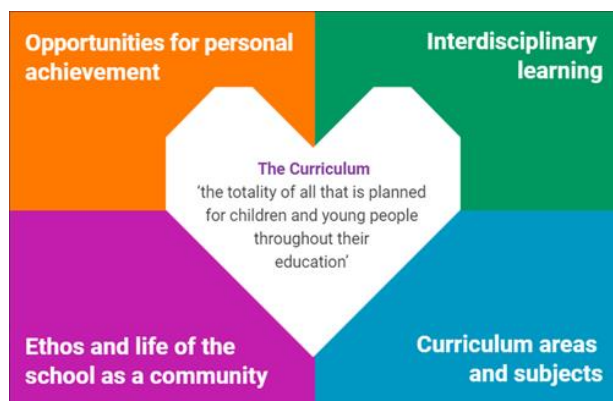 Opportunities for personal
achievement
Interdisciplinary
learning
The Curriculum
‘the totality of all that is planned
for children and young people
throughout their
education’
Ethos and life of the
school as a community
Curriculum areas
and subjects